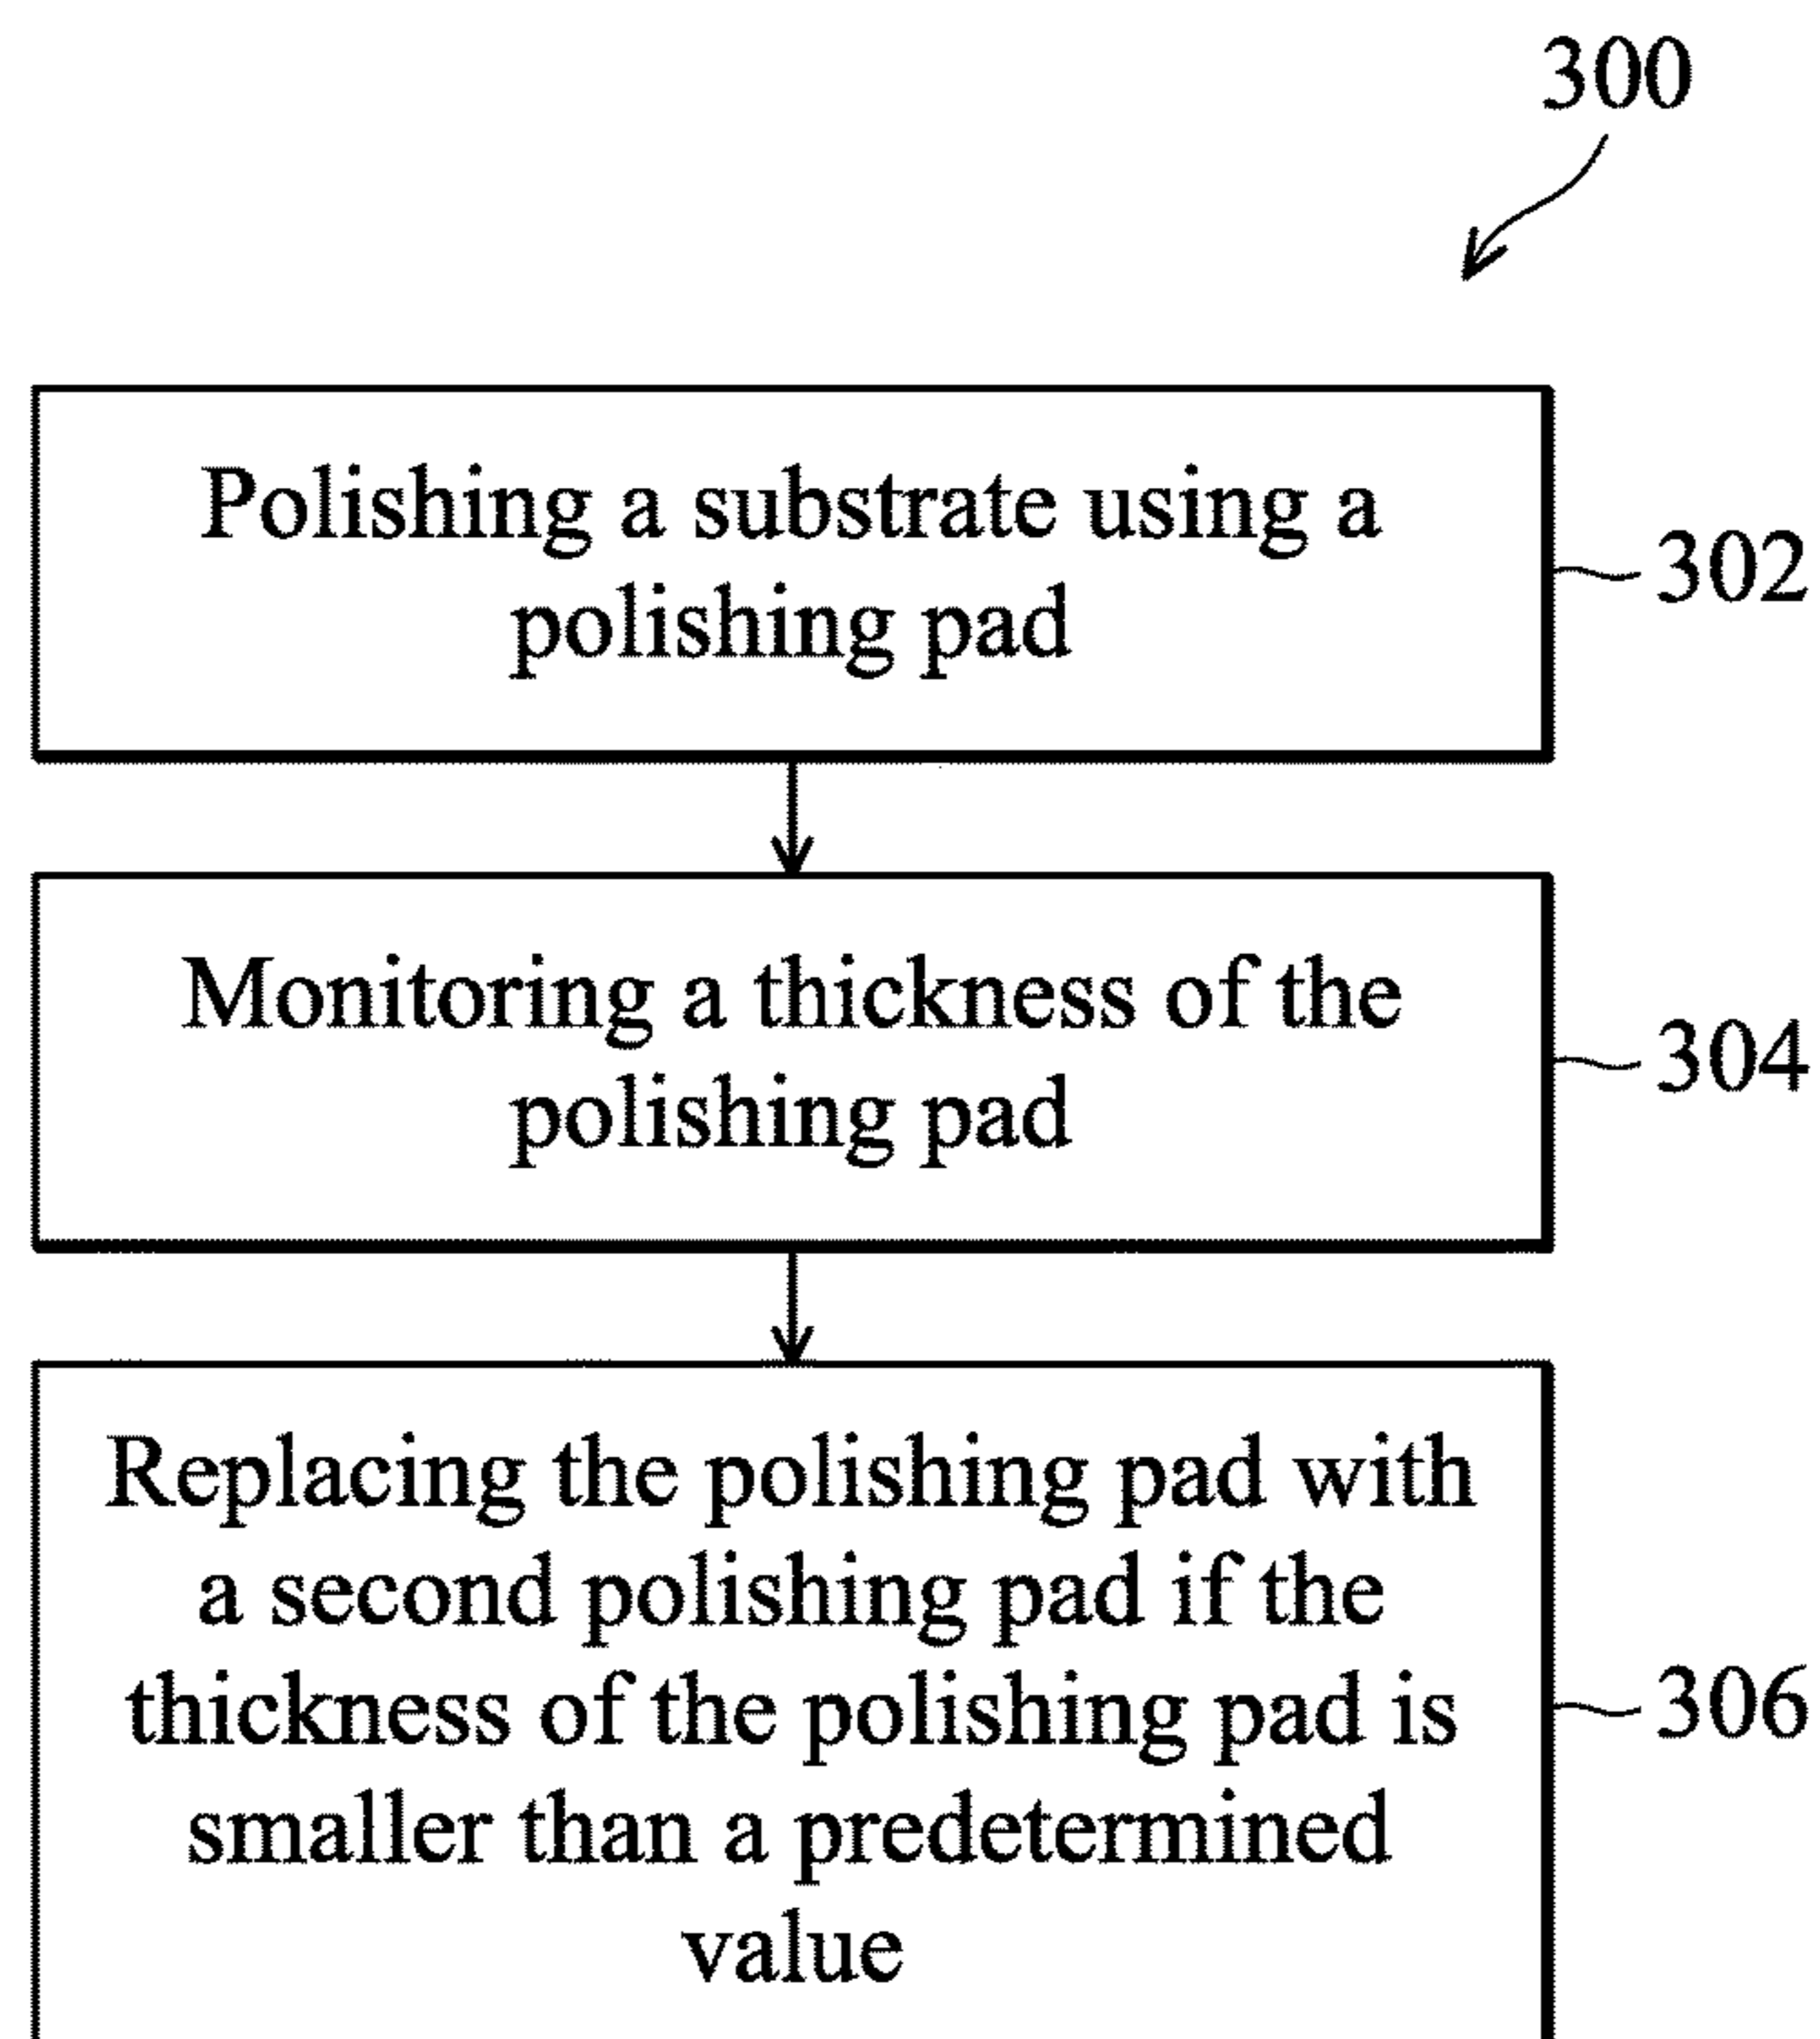 300
Polishing a substrate using a
polishing pad
302
Monitoring a thickness of the
polishing pad
304
Replacing the polishing pad with
a second polishing pad if the
thickness of the polishing pad is
smaller than a predetermined
value
306